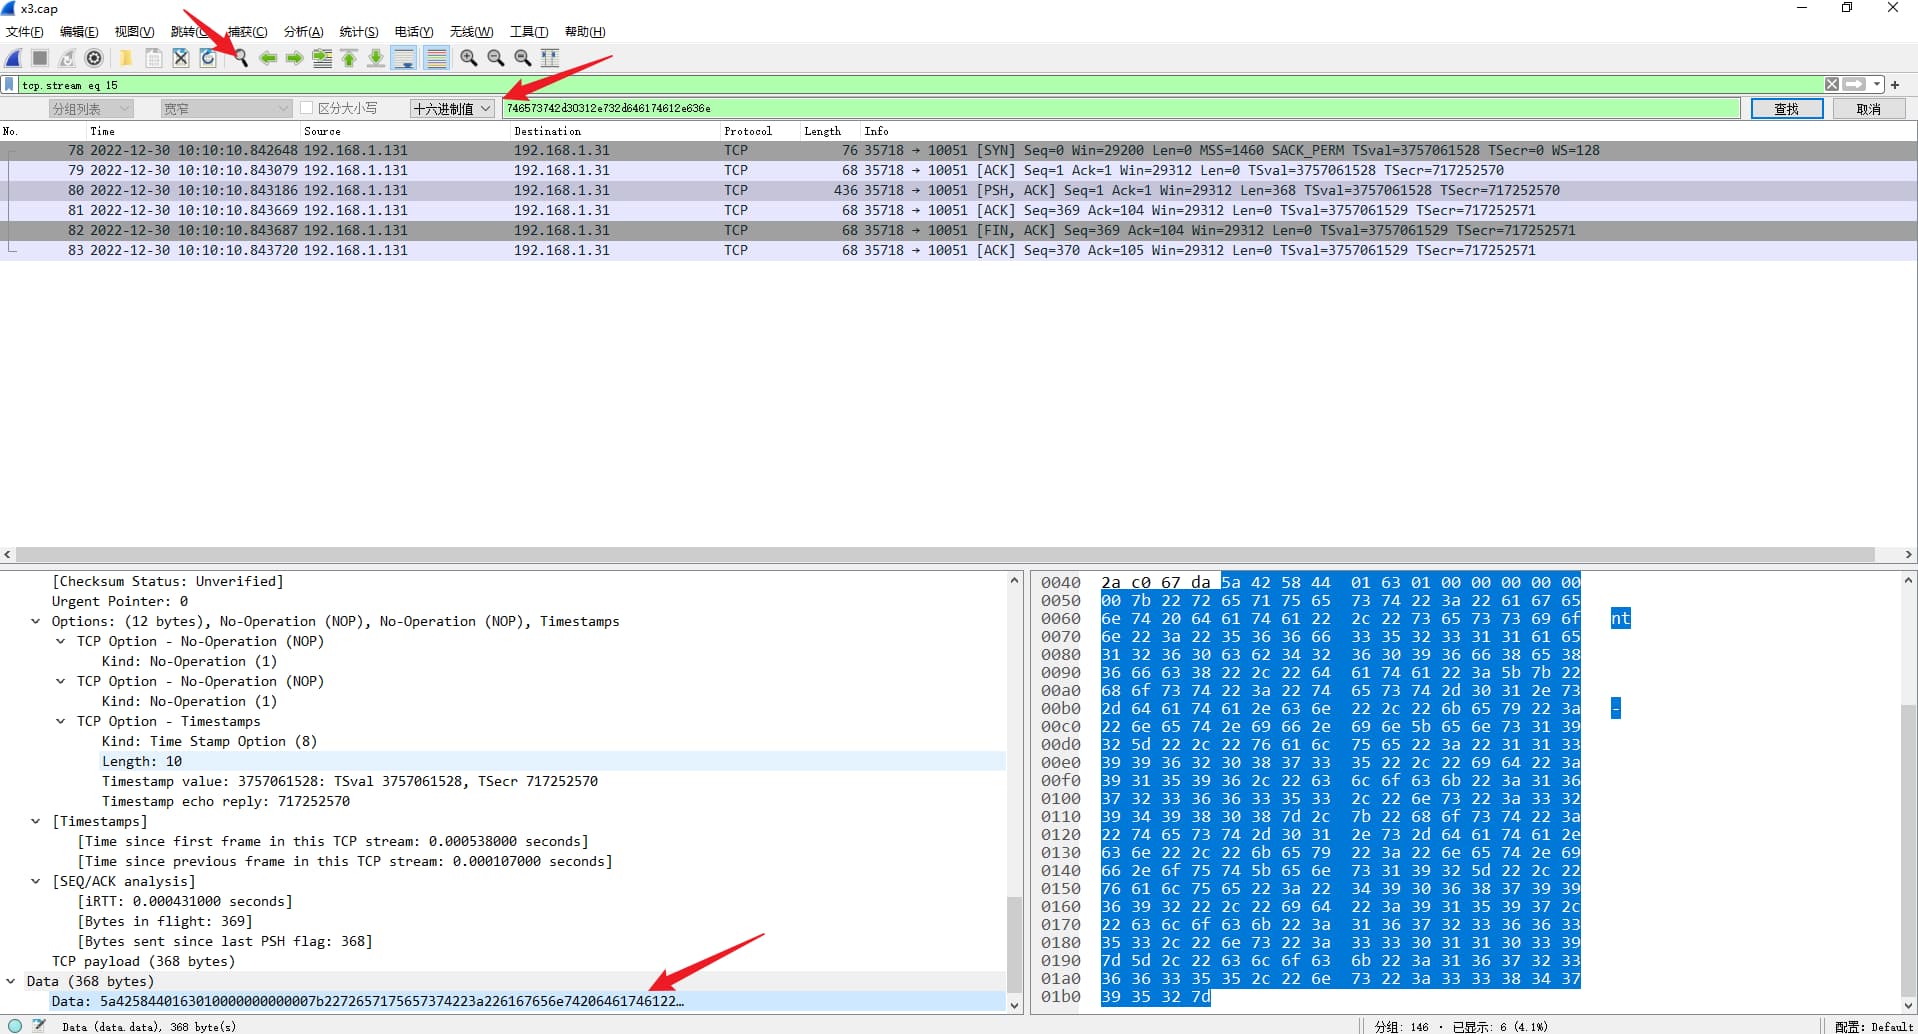 x3.cap
文件(F) 编辑(E) 视图(V) 跳转(G) 捕获(C) 分析(A) 统计(S) 电话(Y) 无线(W) 工具(T) 帮助(H)
tcp.stream eq 15
分组列表 宽窄 区分大小写 十六进制值 746573742d30312e732d646174612e636e 查找 取消
No. Time Source Destination Protocol Length Info
78 2022-12-30 10:10:10.842648 192.168.1.131 192.168.1.31 TCP 76 35718 → 10051 [SYN] Seq=0 Win=29200 Len=0 MSS=1460 SACK_PERM TSval=3757061528 TSecr=0 WS=128
79 2022-12-30 10:10:10.843079 192.168.1.131 192.168.1.31 TCP 68 35718 → 10051 [ACK] Seq=1 Ack=1 Win=29312 Len=0 TSval=3757061528 TSecr=717252570
80 2022-12-30 10:10:10.843186 192.168.1.131 192.168.1.31 TCP 436 35718 → 10051 [PSH, ACK] Seq=1 Ack=1 Win=29312 Len=368 TSval=3757061528 TSecr=717252570
81 2022-12-30 10:10:10.843669 192.168.1.131 192.168.1.31 TCP 68 35718 → 10051 [ACK] Seq=369 Ack=104 Win=29312 Len=0 TSval=3757061529 TSecr=717252571
82 2022-12-30 10:10:10.843687 192.168.1.131 192.168.1.31 TCP 68 35718 → 10051 [FIN, ACK] Seq=369 Ack=104 Win=29312 Len=0 TSval=3757061529 TSecr=717252571
83 2022-12-30 10:10:10.843720 192.168.1.131 192.168.1.31 TCP 68 35718 → 10051 [ACK] Seq=370 Ack=105 Win=29312 Len=0 TSval=3757061529 TSecr=717252571
[Checksum Status: Unverified]
Urgent Pointer: 0
Options: (12 bytes), No-Operation (NOP), No-Operation (NOP), Timestamps
TCP Option - No-Operation (NOP)
Kind: No-Operation (1)
TCP Option - No-Operation (NOP)
Kind: No-Operation (1)
TCP Option - Timestamps
Kind: Time Stamp Option (8)
Length: 10
Timestamp value: 3757061528: TSval 3757061528, TSecr 717252570
Timestamp echo reply: 717252570
[Timestamps]
[Time since first frame in this TCP stream: 0.000538000 seconds]
[Time since previous frame in this TCP stream: 0.000107000 seconds]
[SEQ/ACK analysis]
[iRTT: 0.000431000 seconds]
[Bytes in flight: 369]
[Bytes sent since last PSH flag: 368]
TCP payload (368 bytes)
Data (368 bytes)
Data: 5a4258440163010000000000007b2272657175657374223a226167656e74206461746122…
0040 2a c0 67 da 5a 42 58 44 01 63 01 00 00 00 00 00
0050 00 7b 22 72 65 71 75 65 73 74 22 3a 22 61 67 65
0060 6e 74 20 64 61 74 61 22 2c 22 73 65 73 73 69 6f nt
0070 6e 22 3a 22 35 36 36 66 33 35 32 33 31 31 61 65
0080 31 32 36 30 63 62 34 32 36 30 39 36 66 38 65 38
0090 36 66 63 38 22 2c 22 64 61 74 61 22 3a 5b 7b 22
00a0 68 6f 73 74 22 3a 22 74 65 73 74 2d 30 31 2e 73
00b0 2d 64 61 74 61 2e 63 6e 22 2c 22 6b 65 79 22 3a -
00c0 22 6e 65 74 2e 69 66 2e 69 6e 5b 65 6e 73 31 39
00d0 32 5d 22 2c 22 76 61 6c 75 65 22 3a 22 31 31 33
00e0 39 39 36 32 30 38 37 33 35 22 2c 22 69 64 22 3a
00f0 39 31 35 39 36 2c 22 63 6c 6f 63 6b 22 3a 31 36
0100 37 32 33 36 36 33 35 33 2c 22 6e 73 22 3a 33 32
0110 39 34 39 38 30 38 7d 2c 7b 22 68 6f 73 74 22 3a
0120 22 74 65 73 74 2d 30 31 2e 73 2d 64 61 74 61 2e
0130 63 6e 22 2c 22 6b 65 79 22 3a 22 6e 65 74 2e 69
0140 66 2e 6f 75 74 5b 65 6e 73 31 39 32 5d 22 2c 22
0150 76 61 6c 75 65 22 3a 22 34 39 30 36 38 37 39 39
0160 36 39 32 22 2c 22 69 64 22 3a 39 31 35 39 37 2c
0170 22 63 6c 6f 63 6b 22 3a 31 36 37 32 33 36 36 33
0180 35 33 2c 22 6e 73 22 3a 33 33 30 31 31 30 33 39
0190 7d 5d 2c 22 63 6c 6f 63 6b 22 3a 31 36 37 32 33
01a0 36 36 33 35 35 2c 22 6e 73 22 3a 33 33 38 34 37
01b0 39 35 32 7d
Data (data.data), 368 byte(s)
分组: 146 · 已显示: 6 (4.1%)
配置: Default